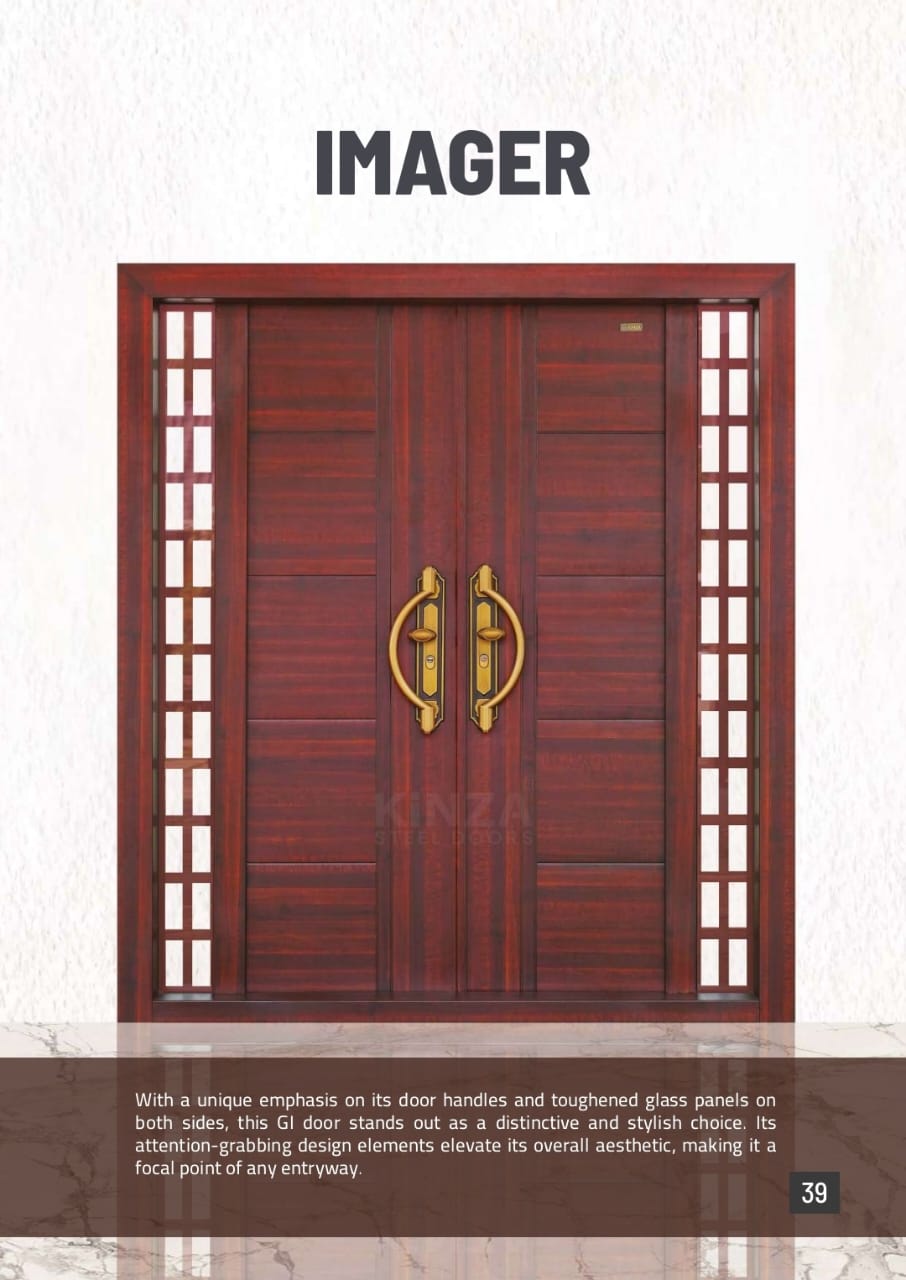 IMAGER
KiNZA
STEEL DOORS
With a unique emphasis on its door handles and toughened glass panels on
both sides, this GI door stands out as a distinctive and stylish choice. Its
attention-grabbing design elements elevate its overall aesthetic, making it a
focal point of any entryway.
39